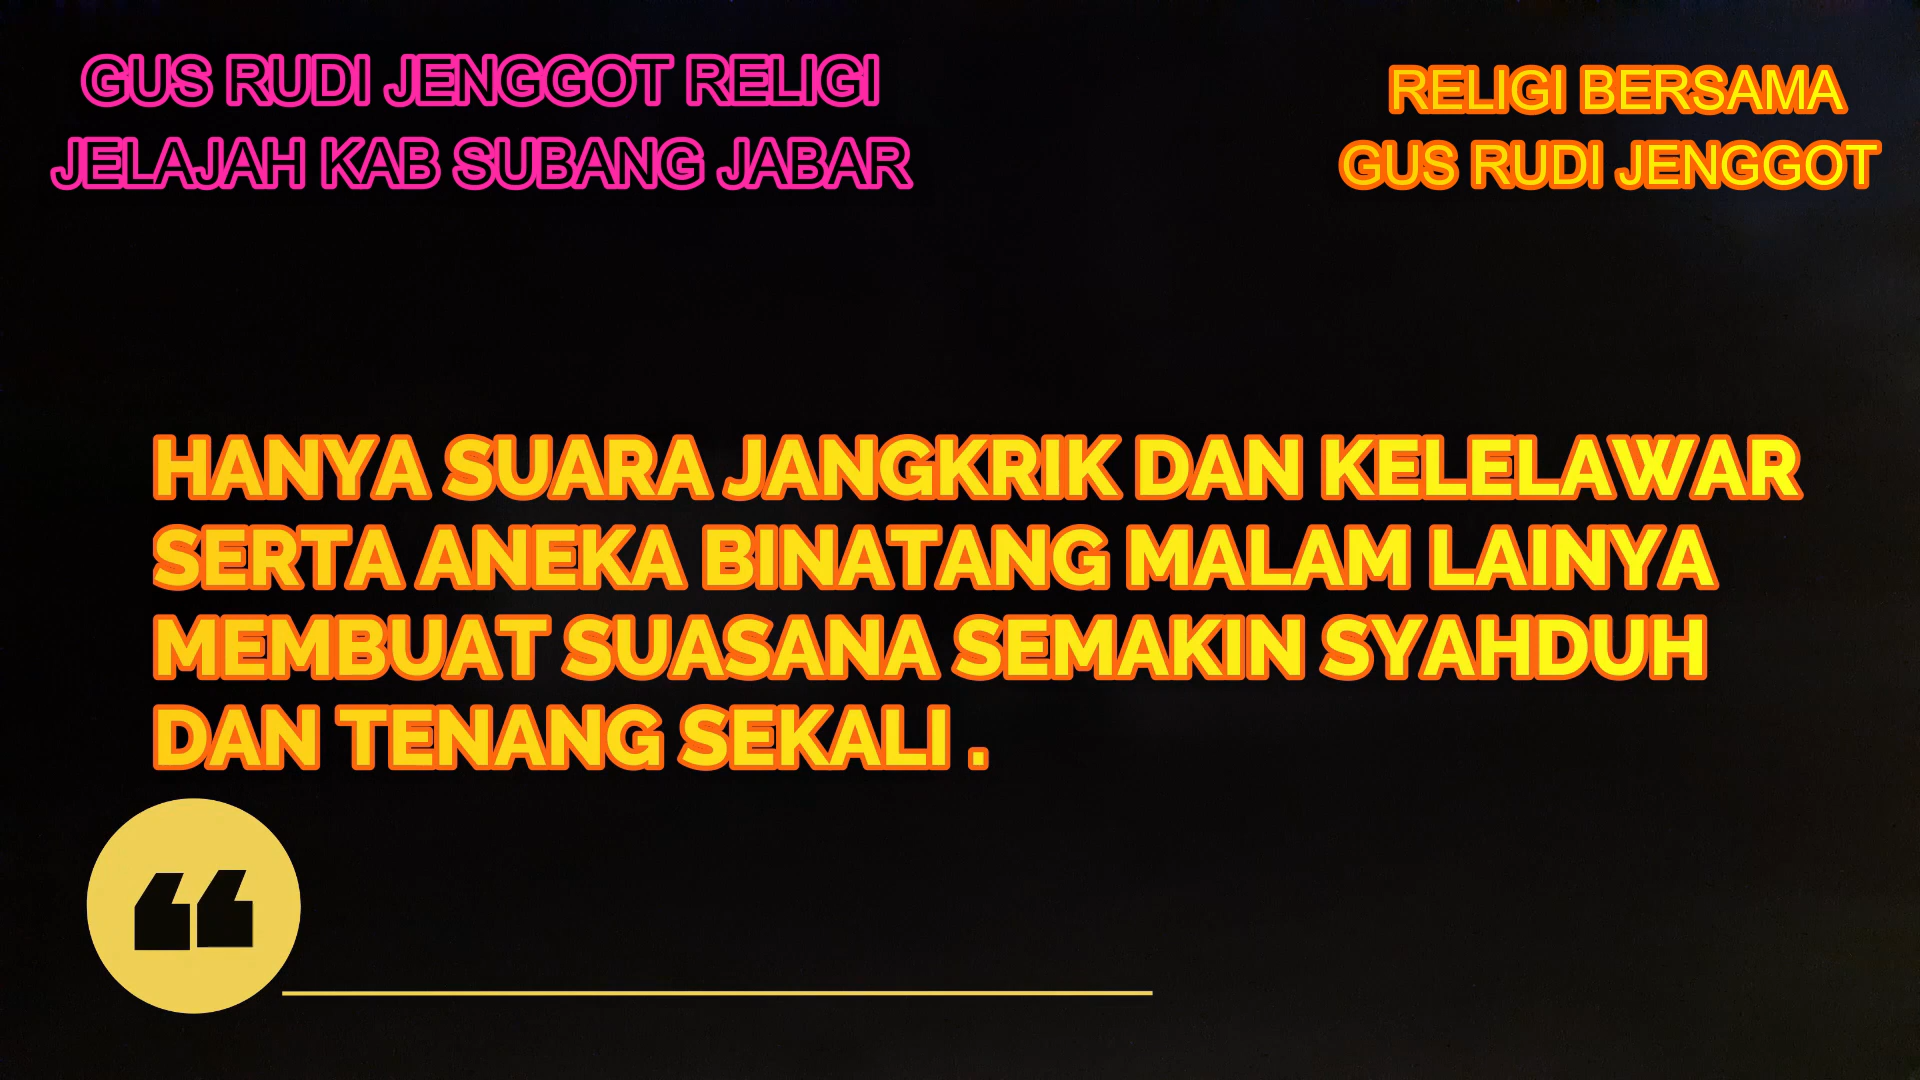 GUS RUDI JENGGOT RELIGI
JELAJAH KAB SUBANG JABAR
RELIGI BERSAMA
GUS RUDI JENGGOT
HANYA SUARA JANGKRIK DAN KELELAWAR
SERTA ANEKA BINATANG MALAM LAINYA
MEMBUAT SUASANA SEMAKIN SYAHDUH
DAN TENANG SEKALI .
“